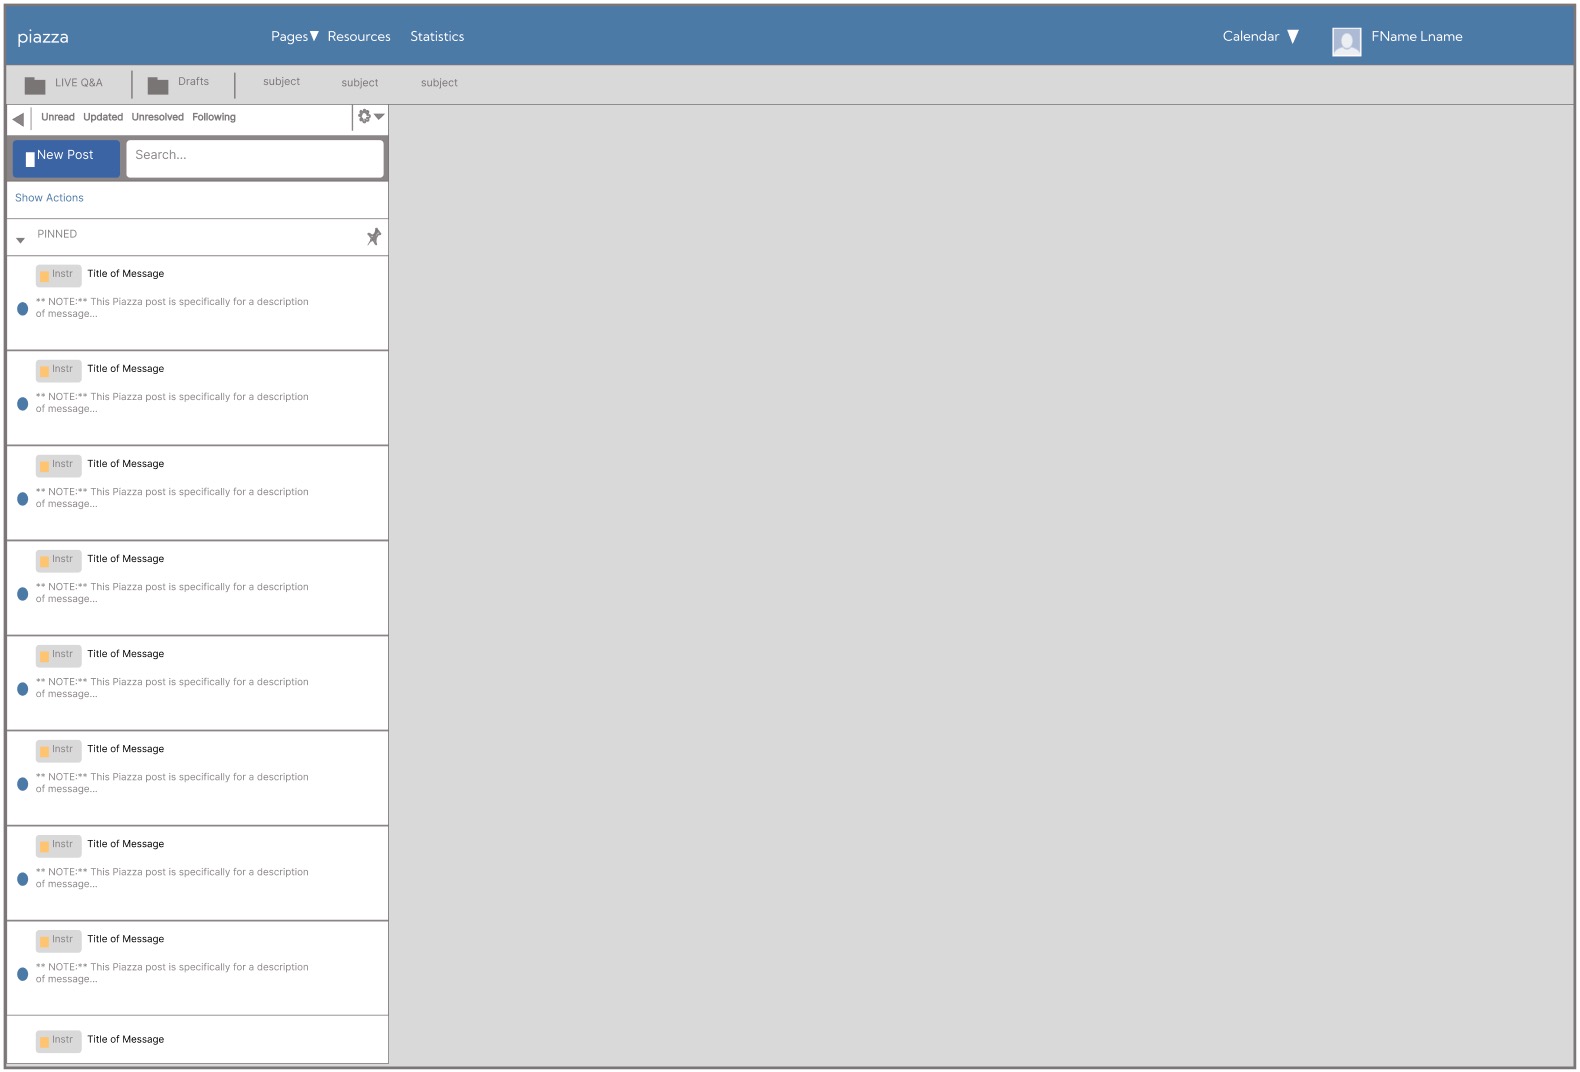 piazza Pages Resources Statistics Calendar FName Lname
LIVE Q&A Drafts subject subject subject
Unread Updated Unresolved Following
New Post Search...
Show Actions
PINNED
Instr Title of Message
** NOTE:** This Piazza post is specifically for a description
of message...
Instr Title of Message
** NOTE:** This Piazza post is specifically for a description
of message...
Instr Title of Message
** NOTE:** This Piazza post is specifically for a description
of message...
Instr Title of Message
** NOTE:** This Piazza post is specifically for a description
of message...
Instr Title of Message
** NOTE:** This Piazza post is specifically for a description
of message...
Instr Title of Message
** NOTE:** This Piazza post is specifically for a description
of message...
Instr Title of Message
** NOTE:** This Piazza post is specifically for a description
of message...
Instr Title of Message
** NOTE:** This Piazza post is specifically for a description
of message...
Instr Title of Message